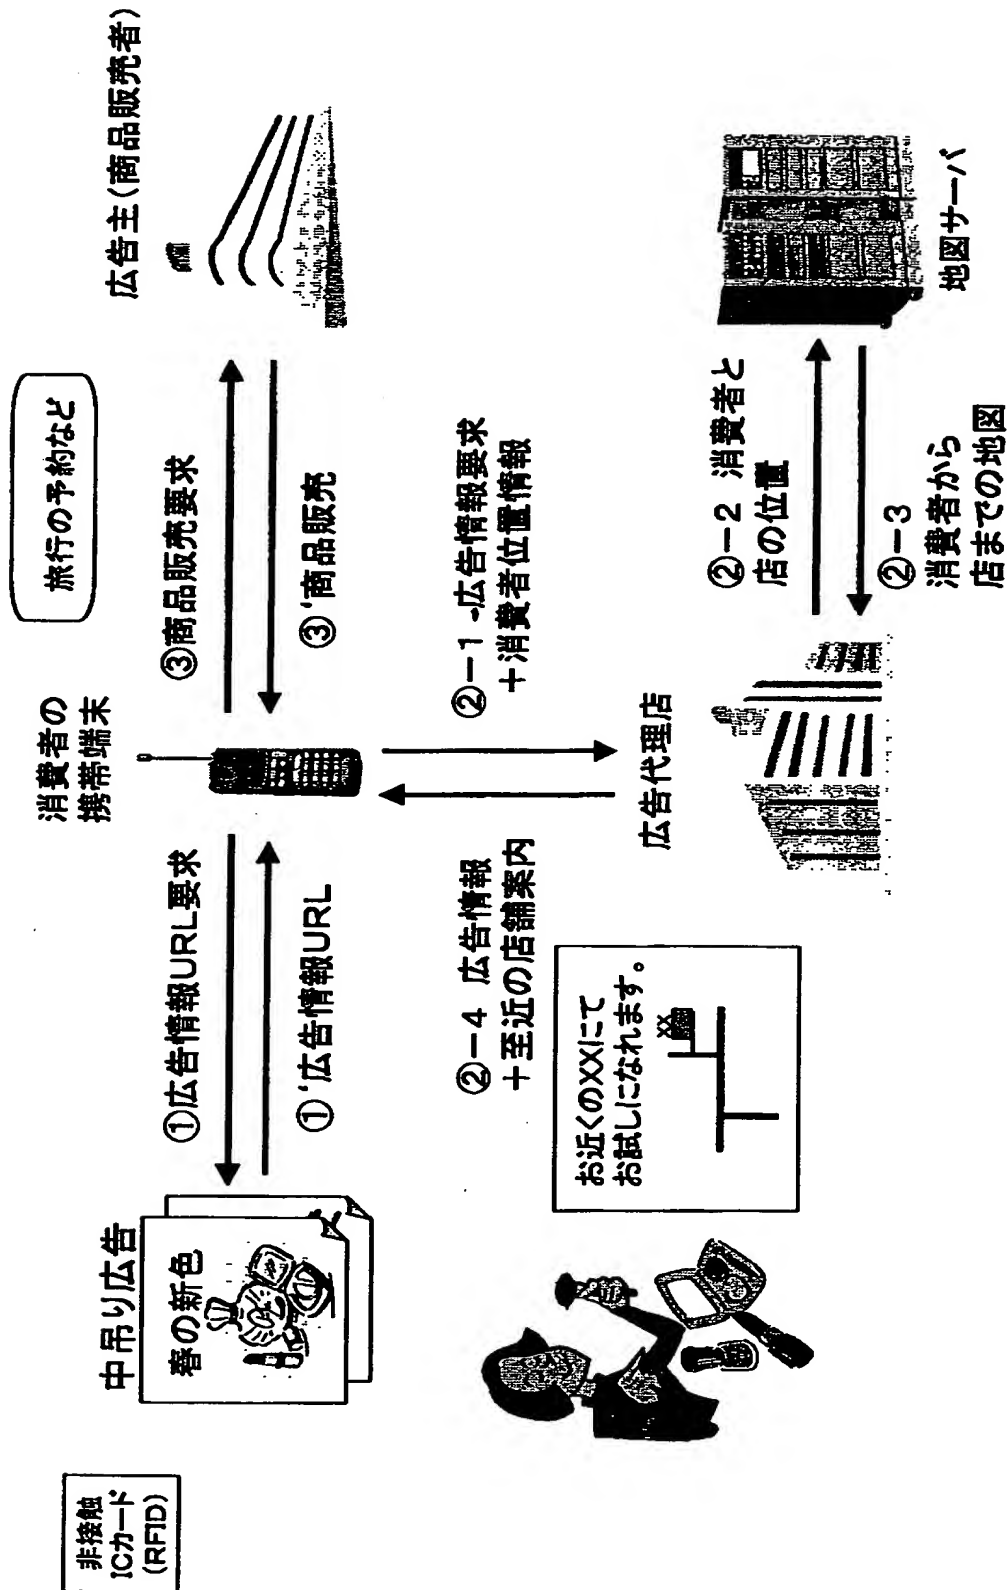 非接触
ICカード
(RFID)
中吊り広告
春の新色
①広告情報URL要求
①'広告情報URL
消費者の
携帯端末
旅行の予約など
③商品販売要求
③'商品販売
広告主(商品販売者)
②-1 広告情報要求
+消費者位置情報
②-4 広告情報
+至近の店舗案内
お近くのXXにて
お試しになれます。
XX
広告代理店
②-2 消費者と
店の位置
②-3
消費者から
店までの地図
地図サーバ